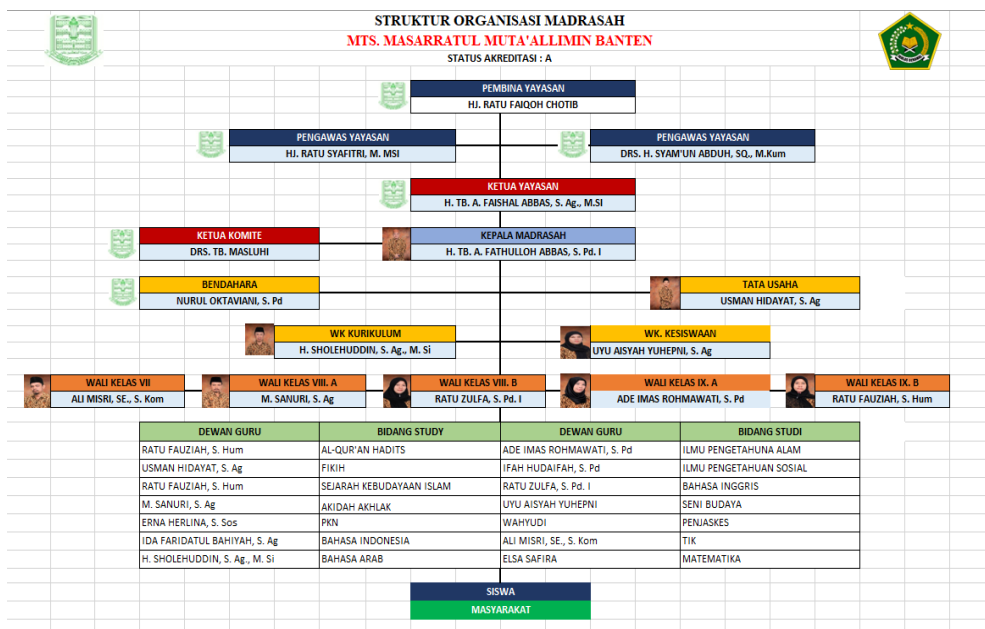 STRUKTUR ORGANISASI MADRASAH
MTS. MASARRATUL MUTA'ALLIMIN BANTEN
STATUS AKREDITASI : A
PEMBINA YAYASAN
HJ. RATU FAIQOH CHOTIB
PENGAWAS YAYASAN
HJ. RATU SYAFITRI, M. MSI
PENGAWAS YAYASAN
DRS. H. SYAM'UN ABDUH, SQ., M.Kum
KETUA YAYASAN
H. TB. A. FAISHAL ABBAS, S. Ag., M.SI
KETUA KOMITE
DRS. TB. MASLUHI
KEPALA MADRASAH
H. TB. A. FATHULLOH ABBAS, S. Pd. I
BENDAHARA
NURUL OKTAVIANI, S. Pd
TATA USAHA
USMAN HIDAYAT, S. Ag
WK KURIKULUM
H. SHOLEHUDDIN, S. Ag., M. Si
WK. KESISWAAN
UYU AISYAH YUHEPNI, S. Ag
WALI KELAS VII
ALI MISRI, SE., S. Kom
WALI KELAS VIII. A
M. SANURI, S. Ag
WALI KELAS VIII. B
RATU ZULFA, S. Pd. I
WALI KELAS IX. A
ADE IMAS ROHMAWATI, S. Pd
WALI KELAS IX. B
RATU FAUZIAH, S. Hum
DEWAN GURU BIDANG STUDY DEWAN GURU BIDANG STUDI
RATU FAUZIAH, S. Hum AL-QUR'AN HADITS ADE IMAS ROHMAWATI, S. Pd ILMU PENGETAHUNA ALAM
USMAN HIDAYAT, S. Ag FIKIH IFAH HUDAIFAH, S. Pd ILMU PENGETAHUAN SOSIAL
RATU FAUZIAH, S. Hum SEJARAH KEBUDAYAAN ISLAM RATU ZULFA, S. Pd. I BAHASA INGGRIS
M. SANURI, S. Ag AKIDAH AKHLAK UYU AISYAH YUHEPNI SENI BUDAYA
ERNA HERLINA, S. Sos PKN WAHYUDI PENJASKES
IDA FARIDATUL BAHIYAH, S. Ag BAHASA INDONESIA ALI MISRI, SE., S. Kom TIK
H. SHOLEHUDDIN, S. Ag., M. Si BAHASA ARAB ELSA SAFIRA MATEMATIKA
SISWA
MASYARAKAT